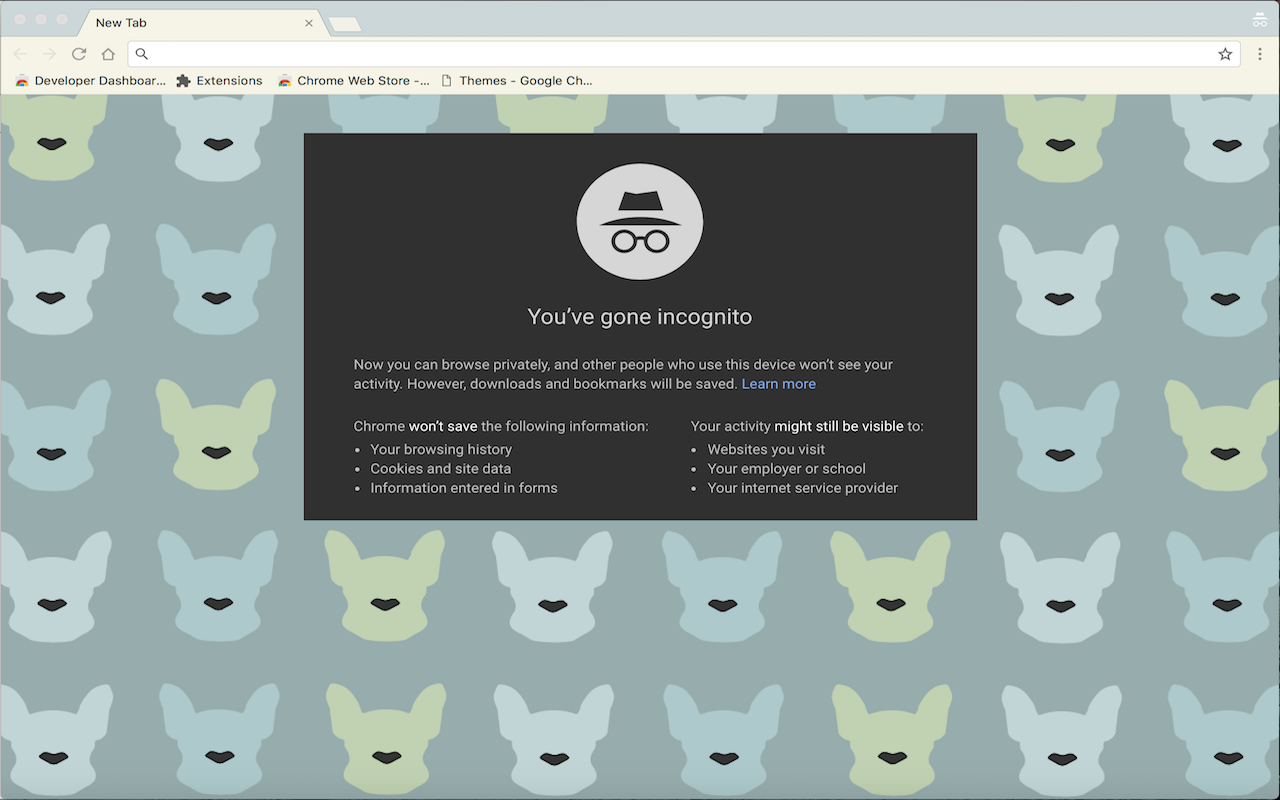 New Tab
Developer Dashboar... Extensions Chrome Web Store -... Themes - Google Ch...
You've gone incognito
Now you can browse privately, and other people who use this device won't see your
activity. However, downloads and bookmarks will be saved. Learn more
Chrome won't save the following information:
• Your browsing history
• Cookies and site data
• Information entered in forms
Your activity might still be visible to:
• Websites you visit
• Your employer or school
• Your internet service provider